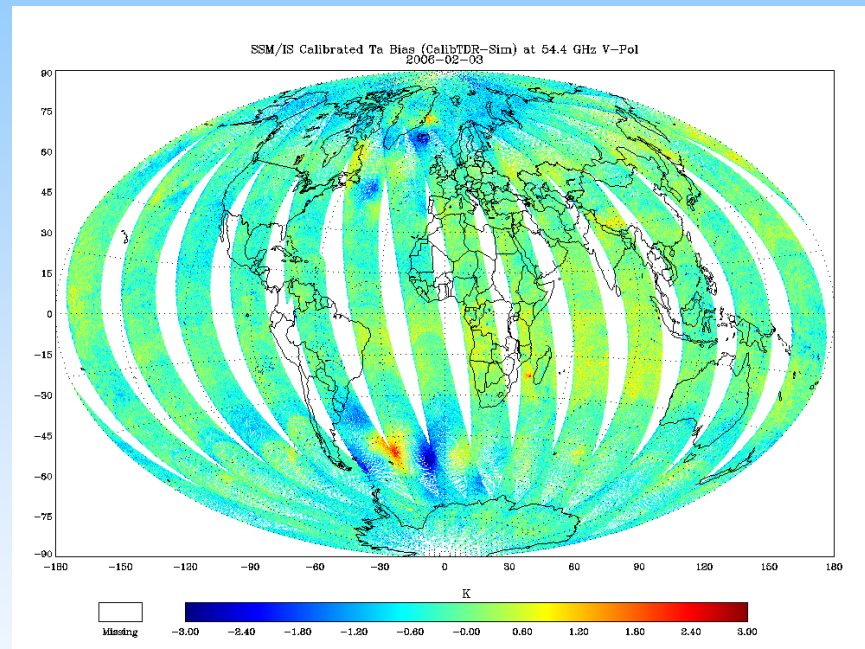 SSM/IS Calibrated Ta Bias (CalibTDR-Sim) at 54.4 GHz V-Pol
2006-02-03
90
75
60
45
30
15
0
-15
-30
-45
-60
-75
-90
-180 -150 -120 -90 -60 -30 0 30 60 90 120 150 180
K
Missing
-3.00 -2.40 -1.80 -1.20 -0.60 -0.00 0.60 1.20 1.80 2.40 3.00